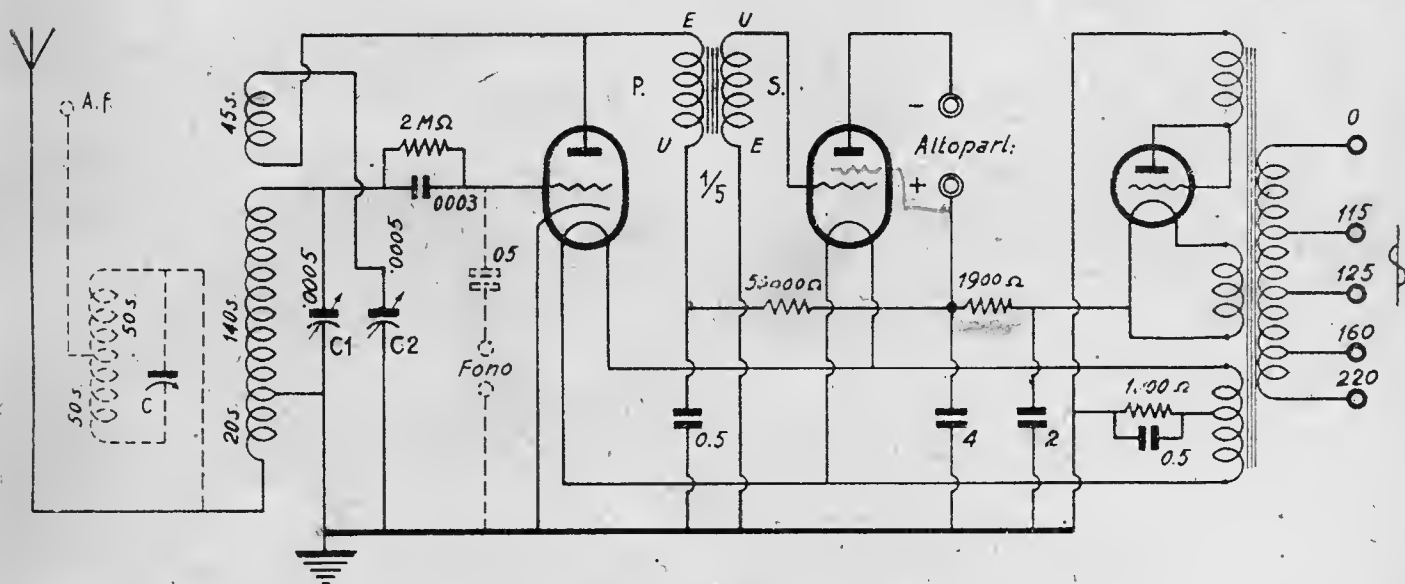 E
U
A.f.
45 s.
P.
S.
−
0
2 MΩ
U
E
Altoparl:
1/5
+
115
.0003
50 s.
140 s.
.0005
.0005
05
1900 Ω
125
C
C1
C2
Fono
160
50 s.
20 s.
220
0.5
4
2
0.5